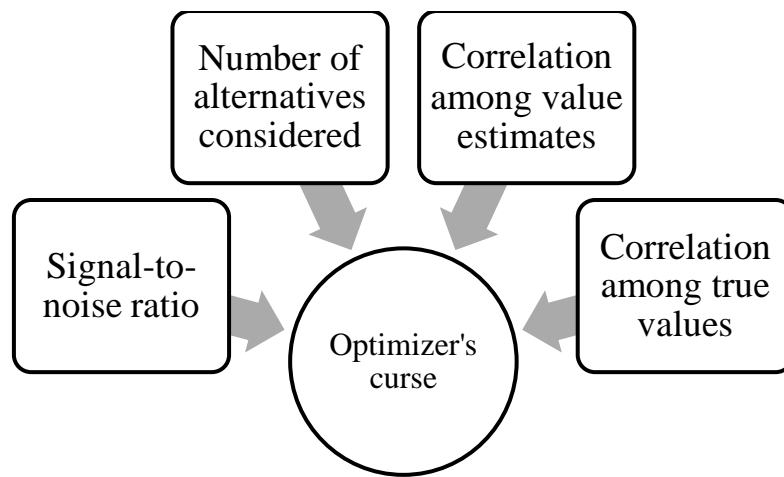 Number of
alternatives
considered
Correlation
among value
estimates
Signal-to-
noise ratio
Correlation
among true
values
Optimizer's
curse